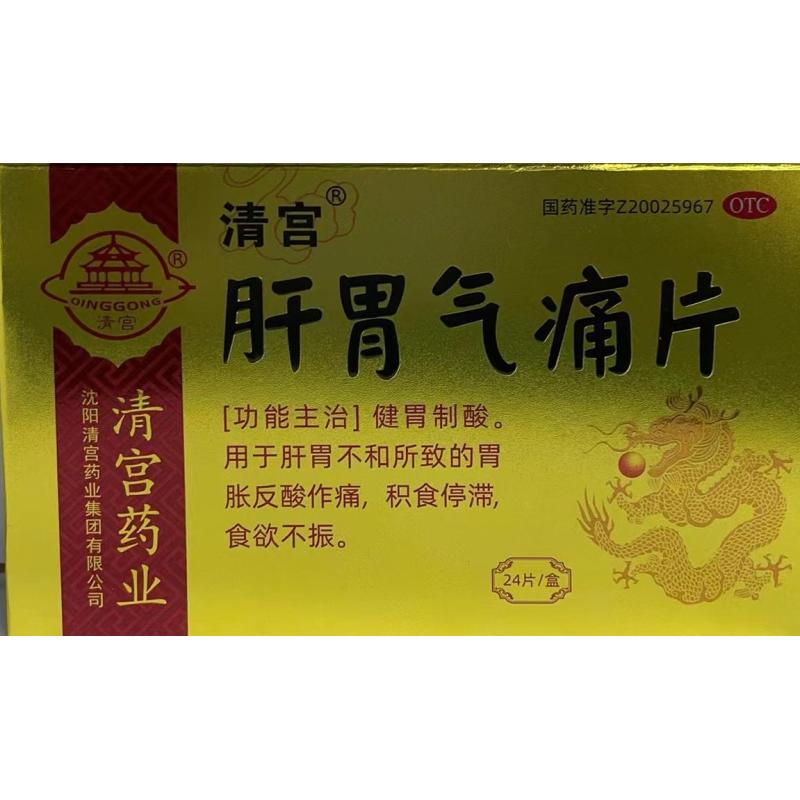 国药准字Z20025967 OTC
清宫®
肝胃气痛片
[功能主治] 健胃制酸。
用于肝胃不和所致的胃
胀反酸作痛, 积食停滞,
食欲不振。
24片/盒
®
QINGGONG
清宫
清宫药业
沈阳清宫药业集团有限公司